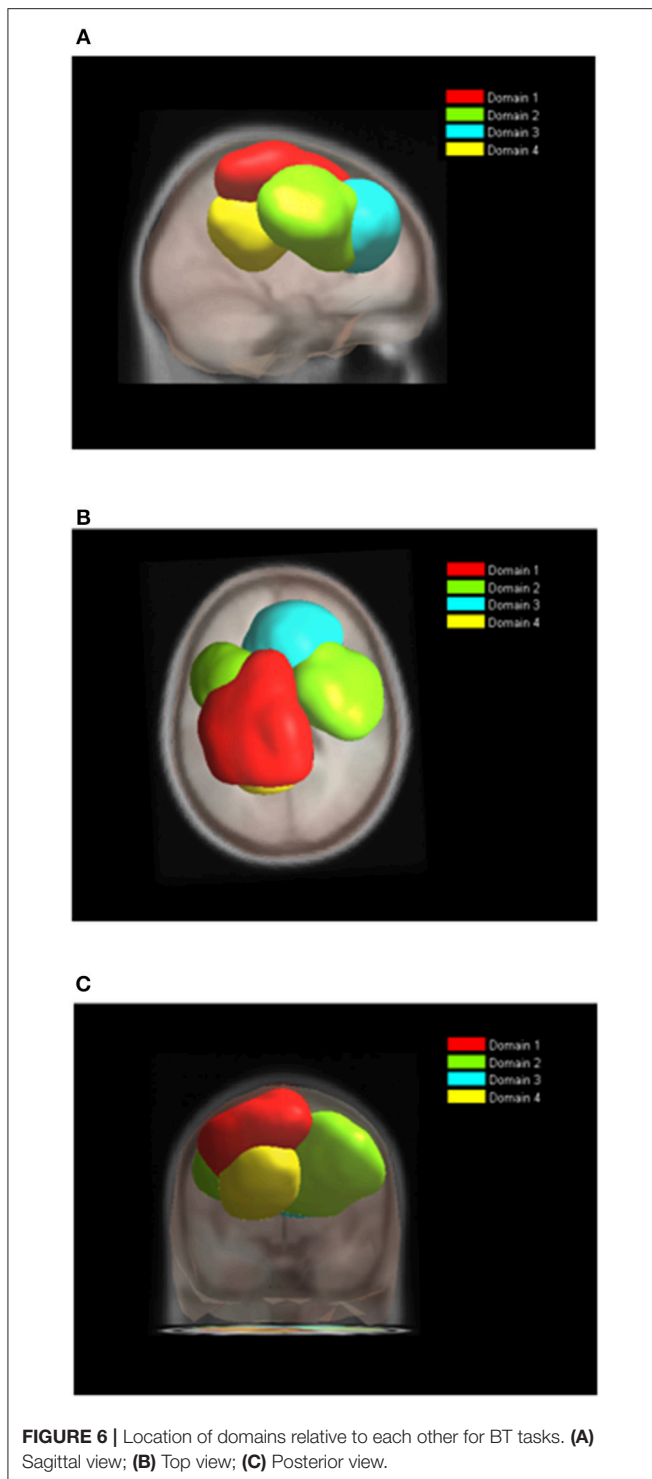 A
Domain 1
Domain 2
Domain 3
Domain 4
B
Domain 1
Domain 2
Domain 3
Domain 4
C
Domain 1
Domain 2
Domain 3
Domain 4
FIGURE 6 | Location of domains relative to each other for BT tasks. (A)
Sagittal view; (B) Top view; (C) Posterior view.